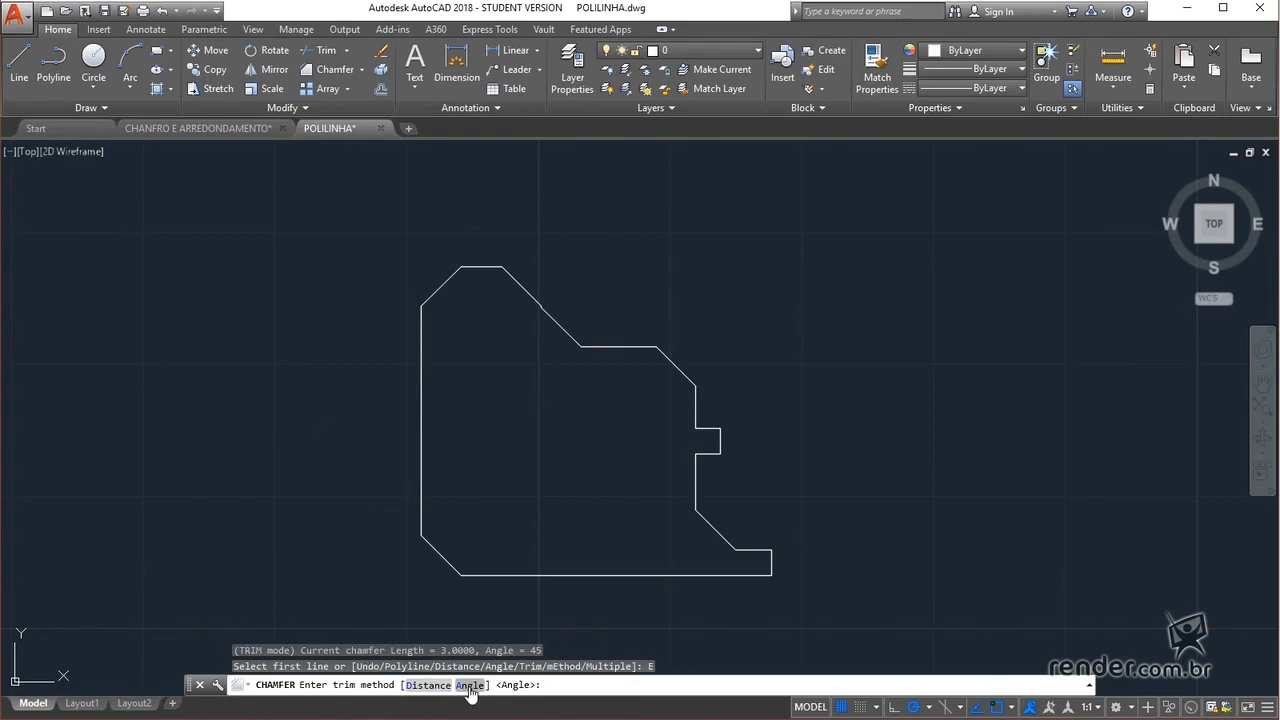 Autodesk AutoCAD 2018 - STUDENT VERSION POLILINHA.dwg
Type a keyword or phrase
Sign In
Home Insert Annotate Parametric View Manage Output Add-ins A360 Express Tools Vault Featured Apps
Line Polyline Circle Arc
Move Rotate Trim
Copy Mirror Chamfer
Stretch Scale Array
Text Dimension
Linear
Leader
Table
Layer Properties
0
Make Current
Match Layer
Insert
Create
Edit
Match Properties
ByLayer
ByLayer
ByLayer
Group
Measure
Paste
Base
Draw Modify Annotation Layers Block Properties Groups Utilities Clipboard View
Start CHANFRO E ARREDONDAMENTO* POLILINHA*
[−][Top][2D Wireframe]
N
W TOP E
S
WCS
Y
X
(TRIM mode) Current chamfer Length = 3.0000, Angle = 45
Select first line or [Undo/Polyline/Distance/Angle/Trim/mEthod/Multiple]: E
CHAMFER Enter trim method [Distance Angle] <Angle>:
render.com.br
Model Layout1 Layout2 +
MODEL 1:1